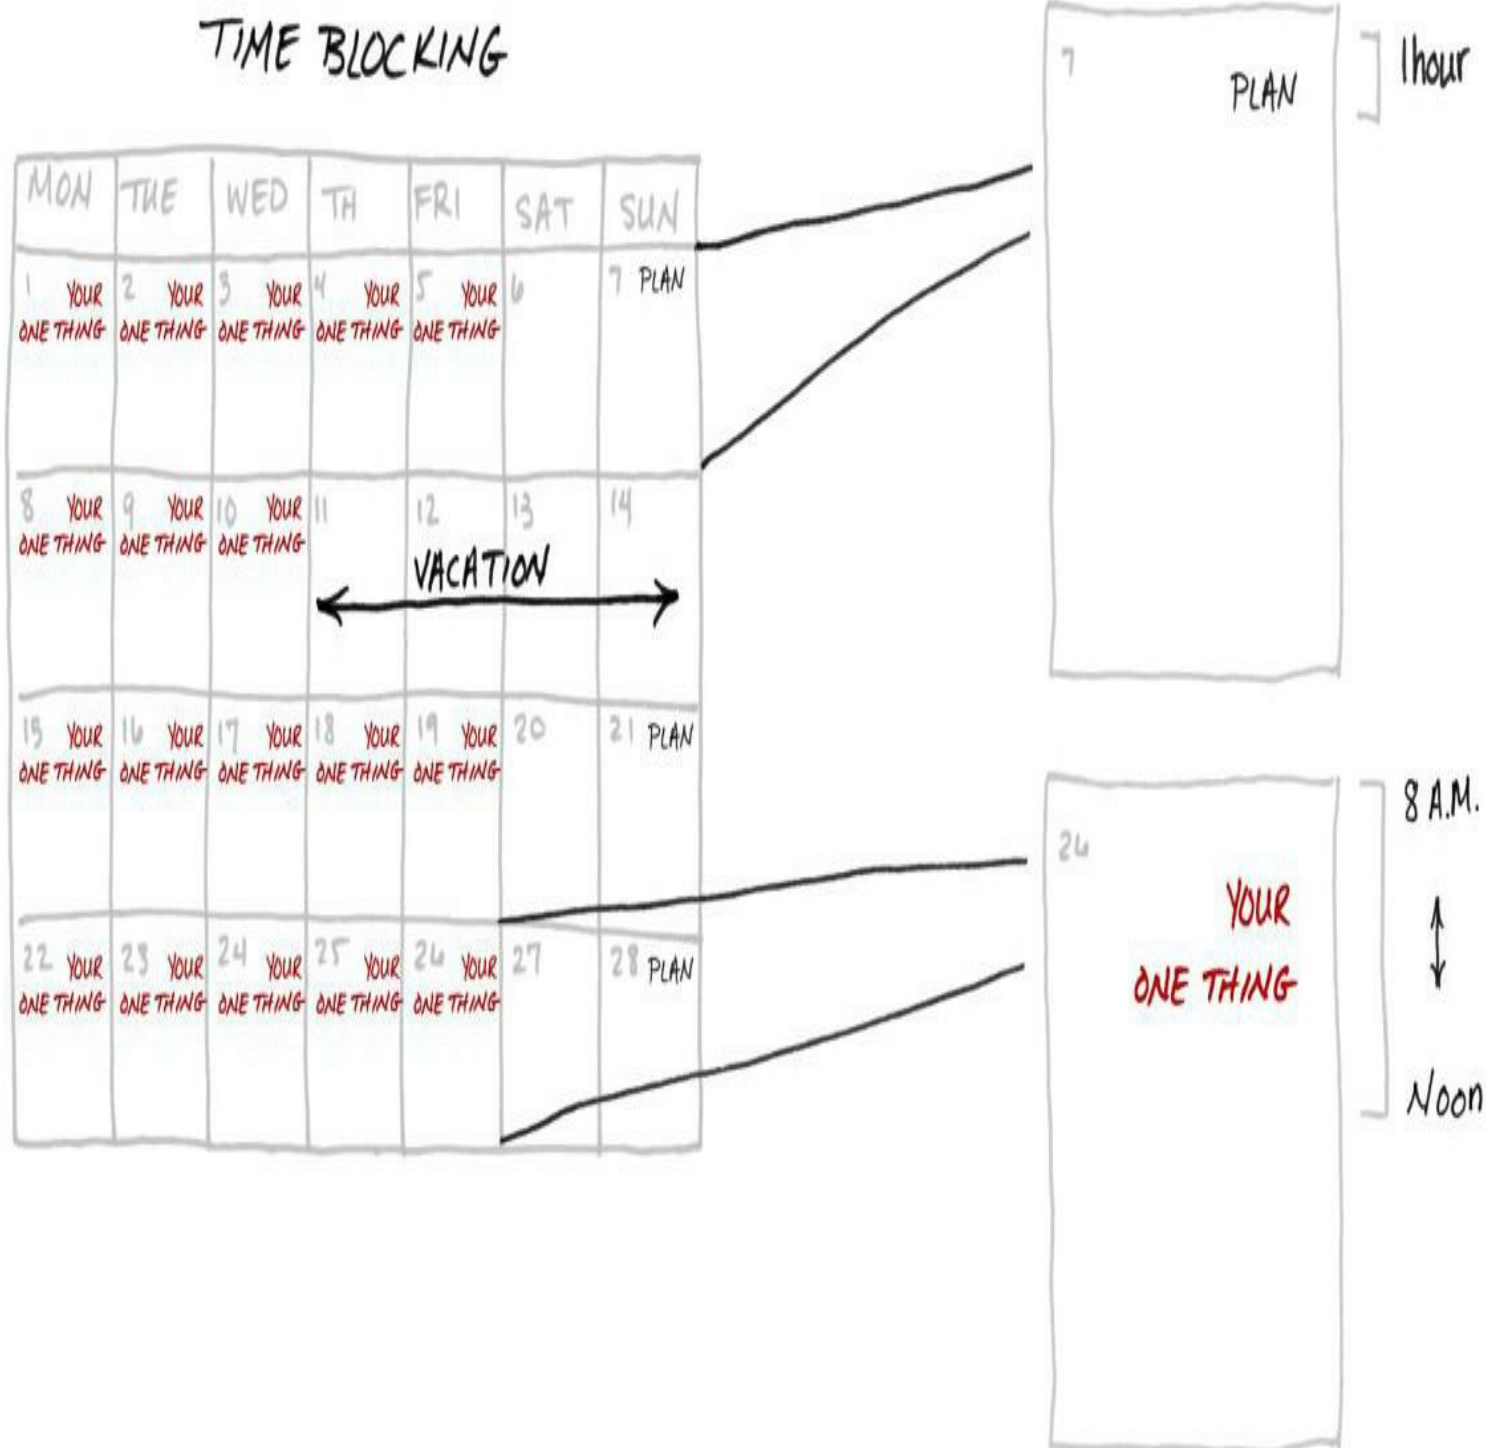 TIME BLOCKING
MON TUE WED TH FRI SAT SUN
1 YOUR 2 YOUR 3 YOUR 4 YOUR 5 YOUR 6 7 PLAN
ONE THING ONE THING ONE THING ONE THING ONE THING
8 YOUR 9 YOUR 10 YOUR 11 12 13 14
ONE THING ONE THING ONE THING
VACATION
15 YOUR 16 YOUR 17 YOUR 18 YOUR 19 YOUR 20 21 PLAN
ONE THING ONE THING ONE THING ONE THING ONE THING
22 YOUR 23 YOUR 24 YOUR 25 YOUR 26 YOUR 27 28 PLAN
ONE THING ONE THING ONE THING ONE THING ONE THING
7 PLAN 1 hour
26 8 A.M.
YOUR
ONE THING
Noon